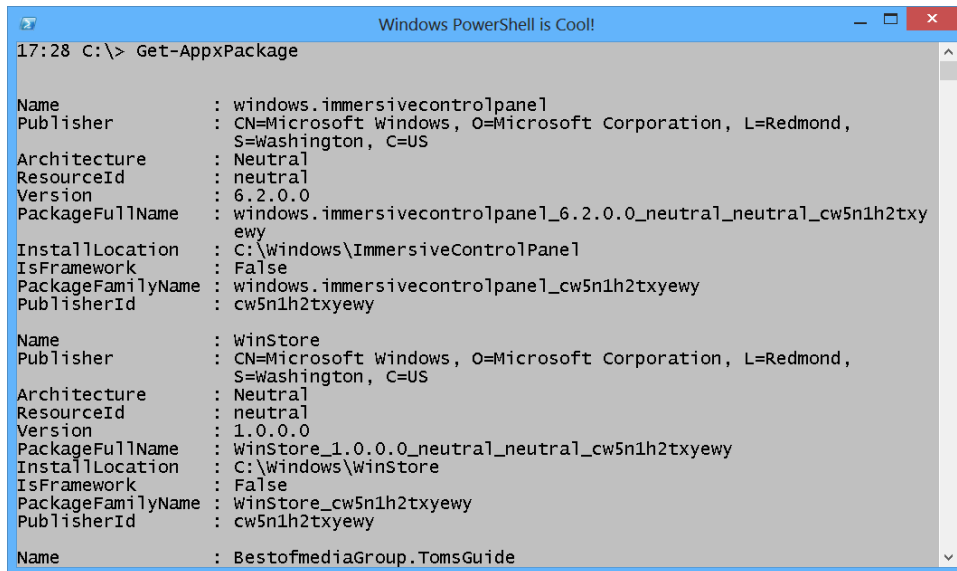 Windows PowerShell is Cool!
17:28 C:\> Get-AppxPackage
Name : windows.immersivecontrolpanel
Publisher : CN=Microsoft Windows, O=Microsoft Corporation, L=Redmond,
S=Washington, C=US
Architecture : Neutral
ResourceId : neutral
Version : 6.2.0.0
PackageFullName : windows.immersivecontrolpanel_6.2.0.0_neutral_neutral_cw5n1h2txy
ewy
InstallLocation : C:\Windows\ImmersiveControlPanel
IsFramework : False
PackageFamilyName : windows.immersivecontrolpanel_cw5n1h2txyewy
PublisherId : cw5n1h2txyewy
Name : WinStore
Publisher : CN=Microsoft Windows, O=Microsoft Corporation, L=Redmond,
S=Washington, C=US
Architecture : Neutral
ResourceId : neutral
Version : 1.0.0.0
PackageFullName : WinStore_1.0.0.0_neutral_neutral_cw5n1h2txyewy
InstallLocation : C:\Windows\WinStore
IsFramework : False
PackageFamilyName : WinStore_cw5n1h2txyewy
PublisherId : cw5n1h2txyewy
Name : BestofmediaGroup.TomsGuide